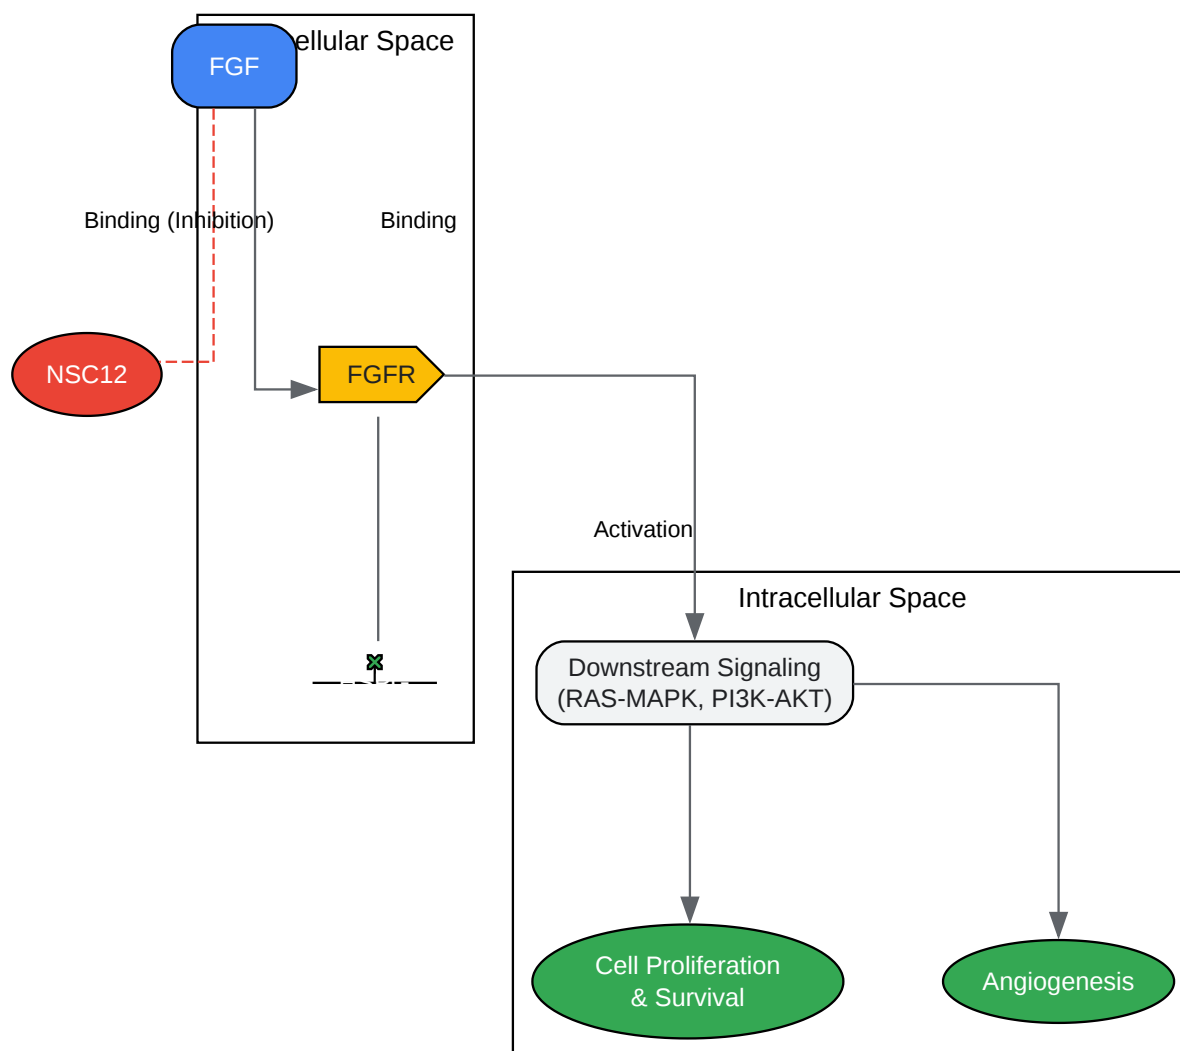 FGF
ellular Space
Binding (Inhibition)
Binding
NSC12
FGFR
Activation
Intracellular Space
Downstream Signaling
(RAS-MAPK, PI3K-AKT)
Cell Proliferation
& Survival
Angiogenesis